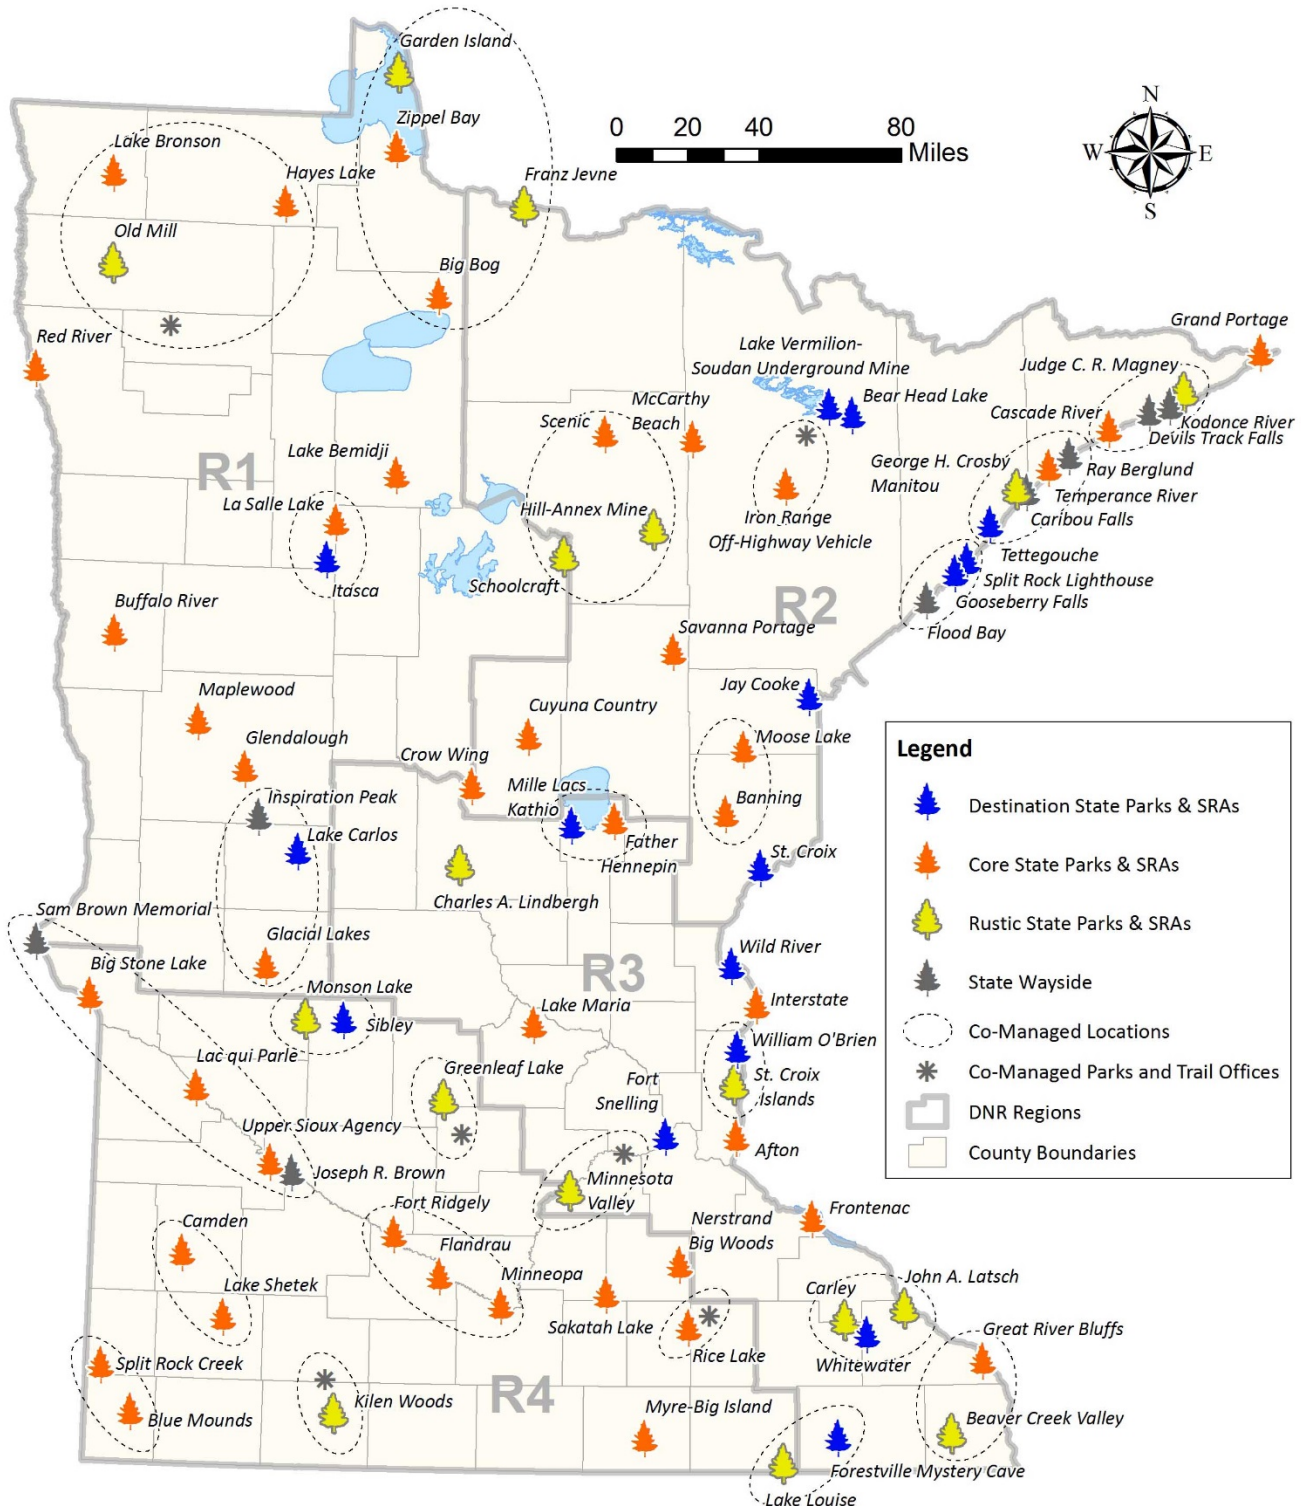 Garden Island
N
Zippel Bay
0 20 40 80
Miles
W E
S
Lake Bronson
Hayes Lake
Franz Jevne
Old Mill
Big Bog
Red River
Grand Portage
Lake Vermilion-
Soudan Underground Mine
Judge C. R. Magney
Bear Head Lake
McCarthy
Beach
Scenic
Cascade River
Kodonce River
Devils Track Falls
Lake Bemidji
R1
George H. Crosby
Manitou
Ray Berglund
La Salle Lake
Temperance River
Hill-Annex Mine
Iron Range
Off-Highway Vehicle
Caribou Falls
Tettegouche
Itasca
Schoolcraft
Split Rock Lighthouse
Buffalo River
R2
Gooseberry Falls
Flood Bay
Savanna Portage
Jay Cooke
Maplewood
Cuyuna Country
Glendalough
Moose Lake
Crow Wing
Legend
Mille Lacs
Kathio
Inspiration Peak
Banning
Destination State Parks & SRAs
Lake Carlos
Father
Hennepin
St. Croix
Core State Parks & SRAs
Charles A. Lindbergh
Sam Brown Memorial
Rustic State Parks & SRAs
Glacial Lakes
Wild River
Big Stone Lake
R3
State Wayside
Monson Lake
Lake Maria
Interstate
Sibley
Co-Managed Locations
William O'Brien
Lac qui Parle
Greenleaf Lake
Fort
Snelling
St. Croix
Islands
Co-Managed Parks and Trail Offices
DNR Regions
Upper Sioux Agency
Afton
County Boundaries
Joseph R. Brown
Minnesota
Valley
Fort Ridgely
Frontenac
Camden
Nerstrand
Big Woods
Flandrau
Minneopa
Lake Shetek
Carley
John A. Latsch
Sakatah Lake
Great River Bluffs
Rice Lake
Whitewater
Split Rock Creek
R4
Kilen Woods
Myre-Big Island
Blue Mounds
Beaver Creek Valley
Forestville Mystery Cave
Lake Louise